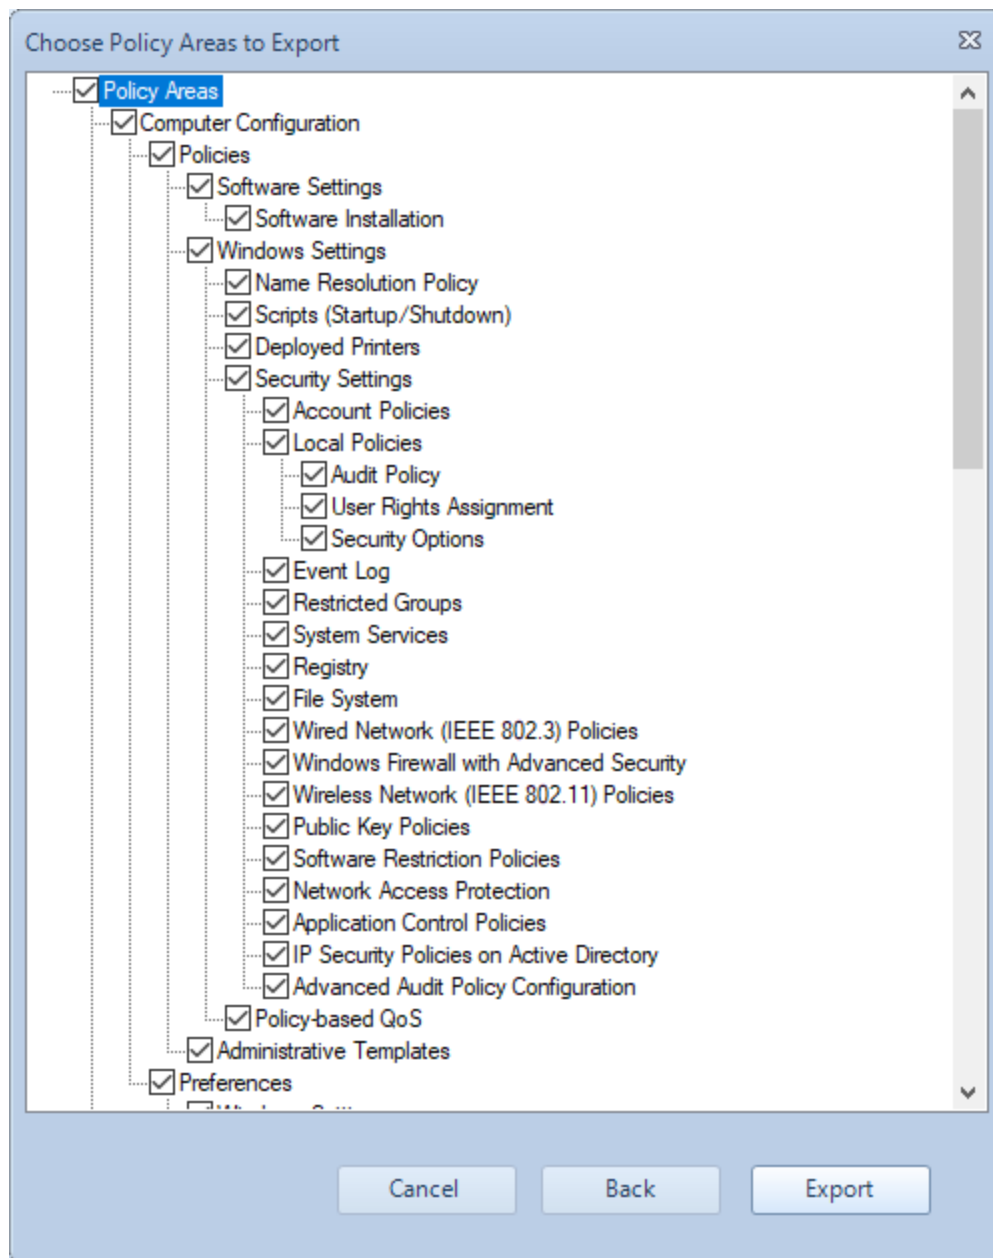 Choose Policy Areas to Export
Policy Areas
Computer Configuration
Policies
Software Settings
Software Installation
Windows Settings
Name Resolution Policy
Scripts (Startup/Shutdown)
Deployed Printers
Security Settings
Account Policies
Local Policies
Audit Policy
User Rights Assignment
Security Options
Event Log
Restricted Groups
System Services
Registry
File System
Wired Network (IEEE 802.3) Policies
Windows Firewall with Advanced Security
Wireless Network (IEEE 802.11) Policies
Public Key Policies
Software Restriction Policies
Network Access Protection
Application Control Policies
IP Security Policies on Active Directory
Advanced Audit Policy Configuration
Policy-based QoS
Administrative Templates
Preferences
Cancel Back Export